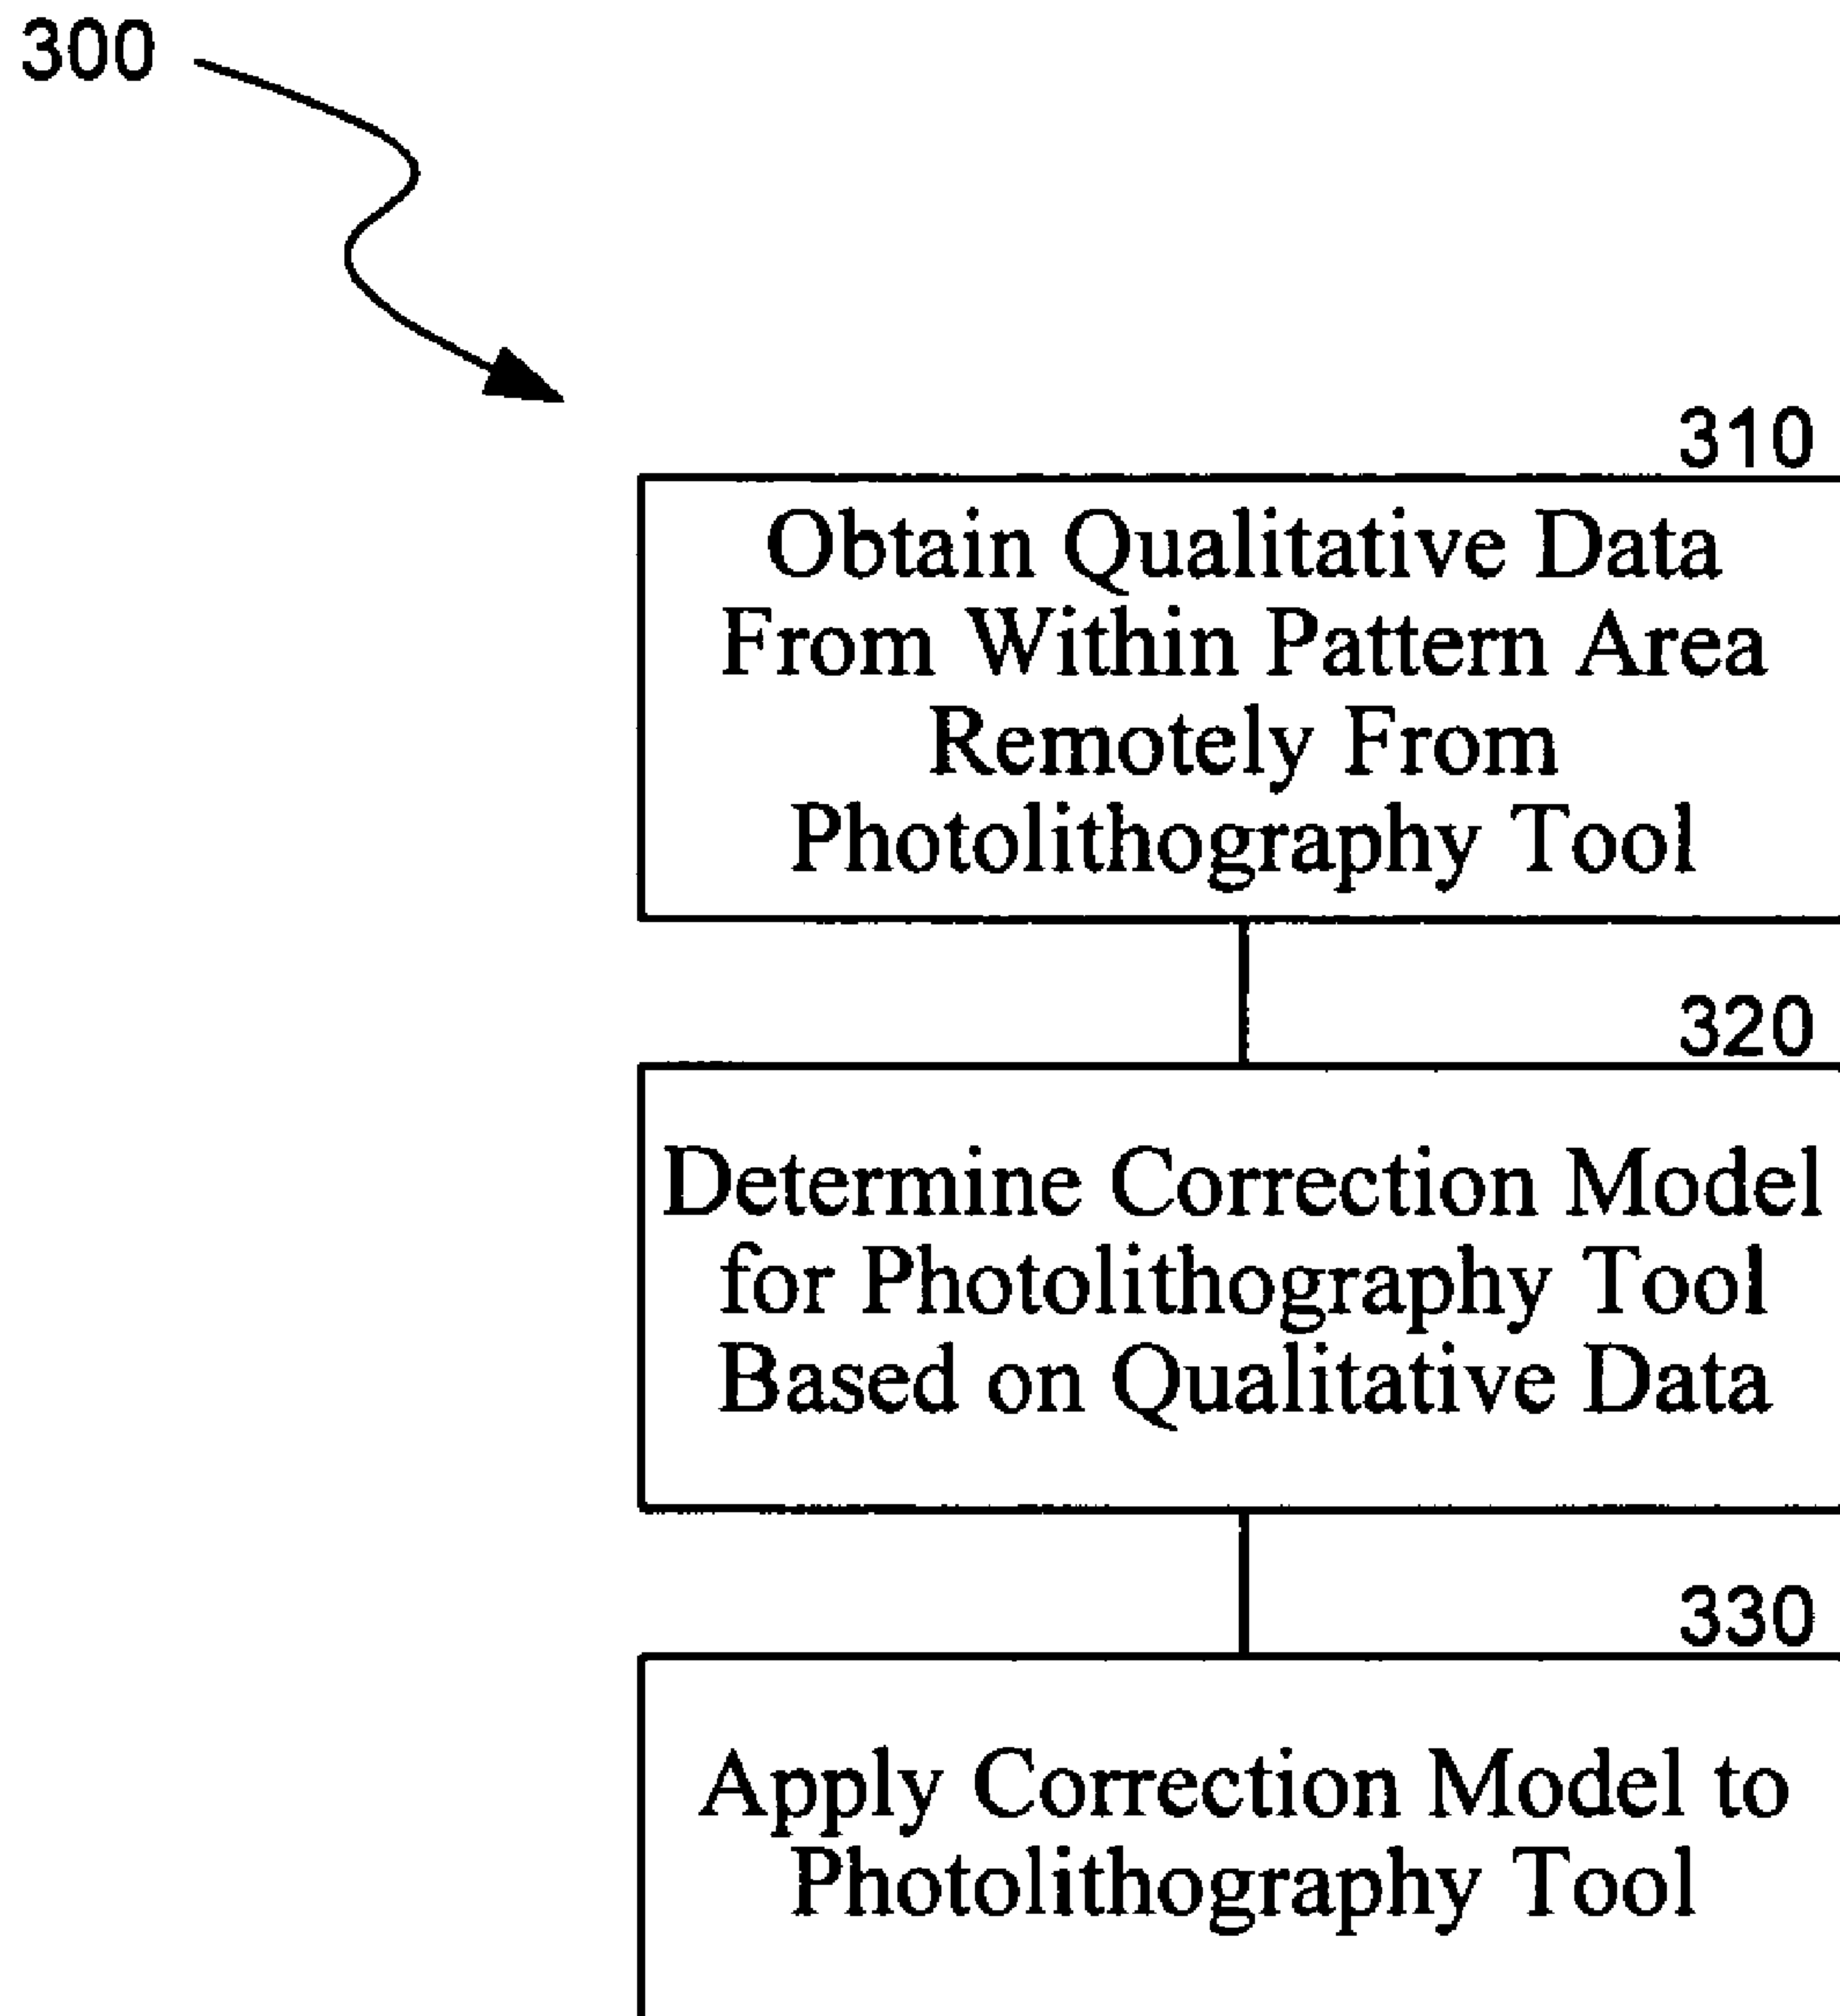 300
310
Obtain Qualitative Data
From Within Pattern Area
Remotely From
Photolithography Tool
320
Determine Correction Model
for Photolithography Tool
Based on Qualitative Data
330
Apply Correction Model to
Photolithography Tool